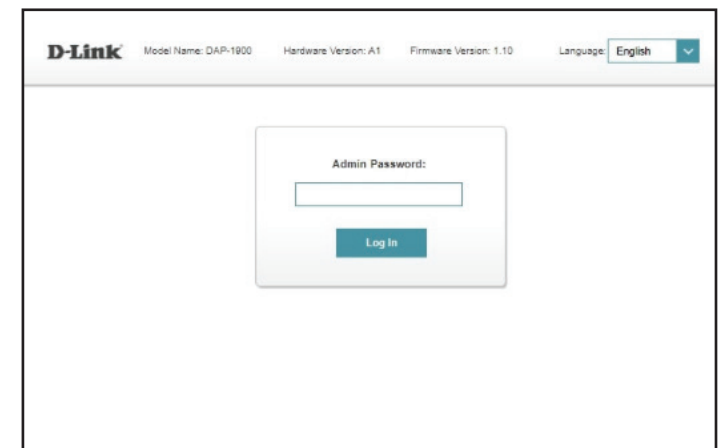 D-Link Model Name: DAP-1900 Hardware Version: A1 Firmware Version: 1.10 Language: English
Admin Password:
Log In